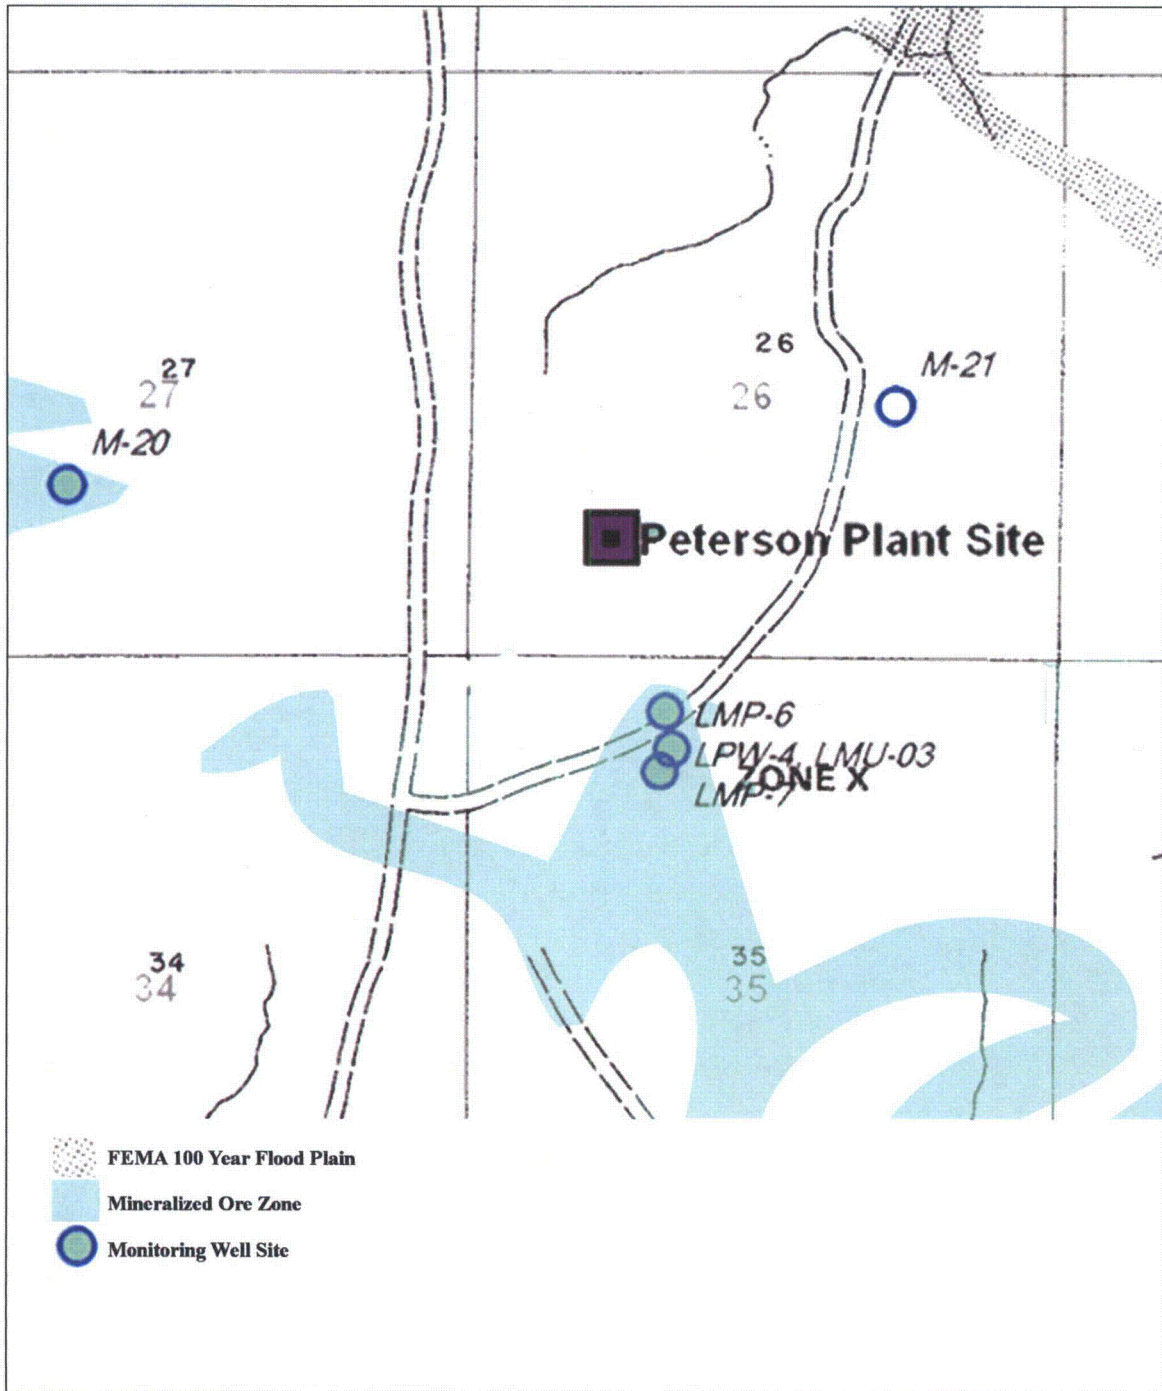 26
M-21
27
27
26
M-20
Peterson Plant Site
LMP-6
LPW-4, LMU-03
ZONE X
LMP-7
34
34
35
35
FEMA 100 Year Flood Plain
Mineralized Ore Zone
Monitoring Well Site